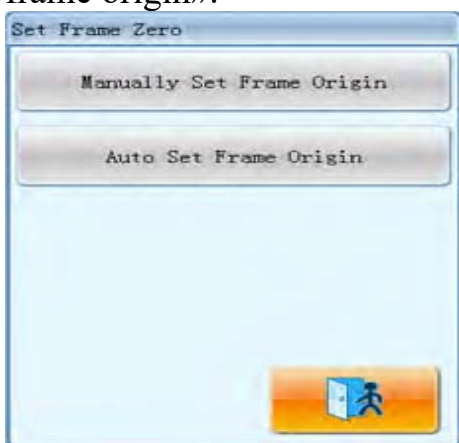 frame origin».
Set Frame Zero
Manually Set Frame Origin
Auto Set Frame Origin